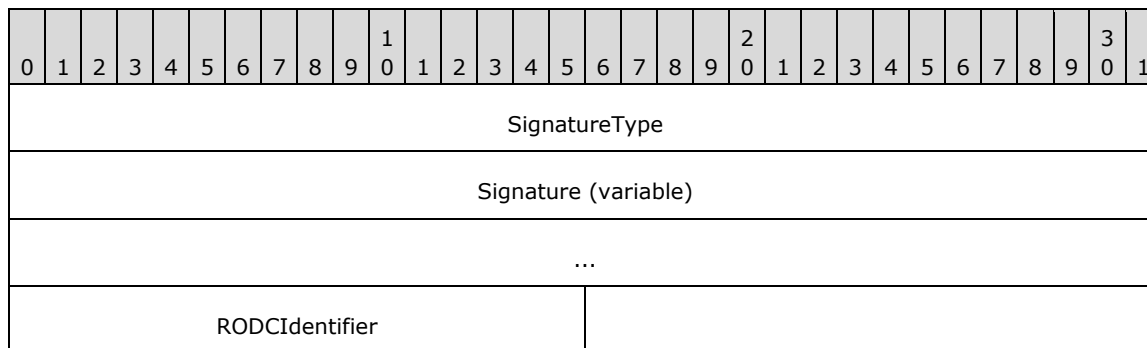 1 2 3
0 1 2 3 4 5 6 7 8 9 0 1 2 3 4 5 6 7 8 9 0 1 2 3 4 5 6 7 8 9 0 1
SignatureType
Signature (variable)
...
RODCIdentifier